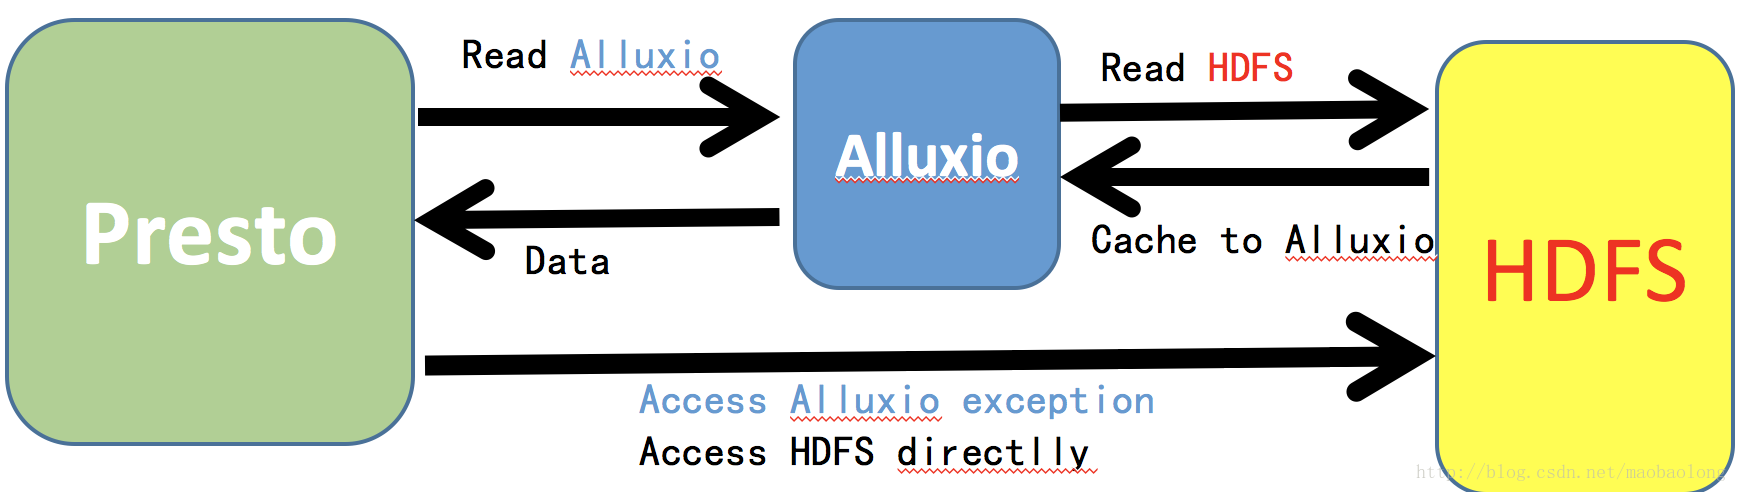 Read Alluxio
Read HDFS
Alluxio
Presto
Data
Cache to Alluxio
HDFS
Access Alluxio exception
Access HDFS directlly
http://blog.csdn.net/maobaolong